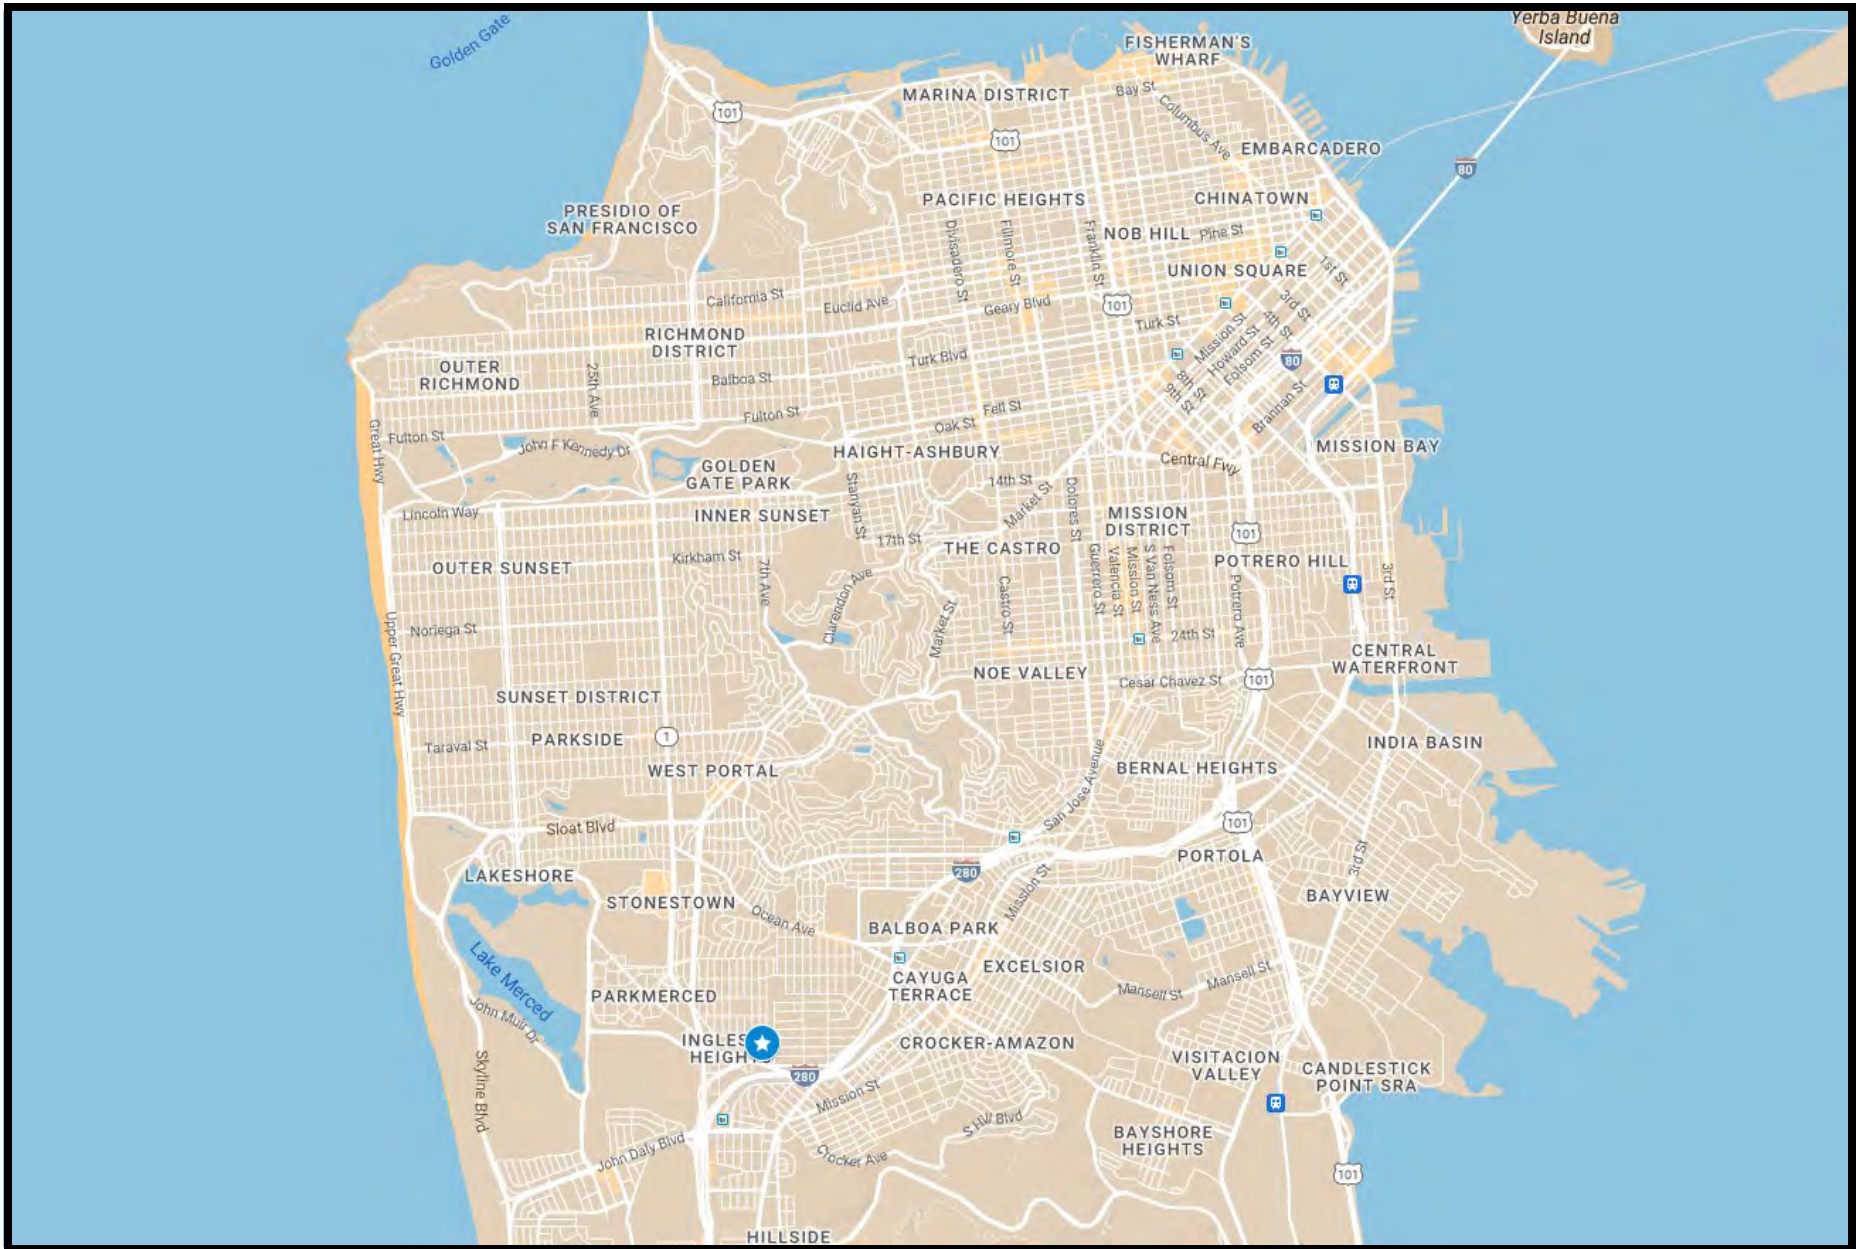 Yerba Buena
Island
Golden Gate
FISHERMAN'S
WHARF
Bay St
MARINA DISTRICT
101
Columbus Ave
101
EMBARCADERO
80
PACIFIC HEIGHTS
CHINATOWN
PRESIDIO OF
SAN FRANCISCO
Divisadero St
Fillmore St
Franklin St
NOB HILL
Pine St
UNION SQUARE
1st St
California St
Euclid Ave
Geary Blvd
101
3rd St
4th St
Turk St
Mission St
Howard St
Folsom St
80
RICHMOND
DISTRICT
Turk Blvd
OUTER
RICHMOND
25th Ave
Balboa St
8th St
9th St
Brannan St
Fulton St
Fell St
Oak St
Great Hwy
Fulton St
John F Kennedy Dr
HAIGHT-ASHBURY
MISSION BAY
Central Fwy
GOLDEN
GATE PARK
Stanyan St
14th St
Market St
Dolores St
Lincoln Way
INNER SUNSET
MISSION
DISTRICT
101
17th St
THE CASTRO
Kirkham St
OUTER SUNSET
7th Ave
Clarendon Ave
Castro St
Guerrero St
Valencia St
Mission St
S Van Ness Ave
Folsom St
POTRERO HILL
Potrero Ave
3rd St
Upper Great Hwy
Noriega St
Market St
24th St
CENTRAL
WATERFRONT
NOE VALLEY
Cesar Chavez St
101
SUNSET DISTRICT
Taraval St
PARKSIDE
1
INDIA BASIN
WEST PORTAL
BERNAL HEIGHTS
San Jose Avenue
Sloat Blvd
101
PORTOLA
3rd St
LAKESHORE
280
Mission St
BAYVIEW
STONESTOWN
Ocean Ave
BALBOA PARK
EXCELSIOR
CAYUGA
TERRACE
Mansell St
Mansell St
Lake Merced
PARKMERCED
John Muir Dr
CROCKER-AMAZON
280
VISITACION
VALLEY
CANDLESTICK
POINT SRA
Skyline Blvd
Mission St
John Daly Blvd
Crocker Ave
BAYSHORE
HEIGHTS
101
HILLSIDE